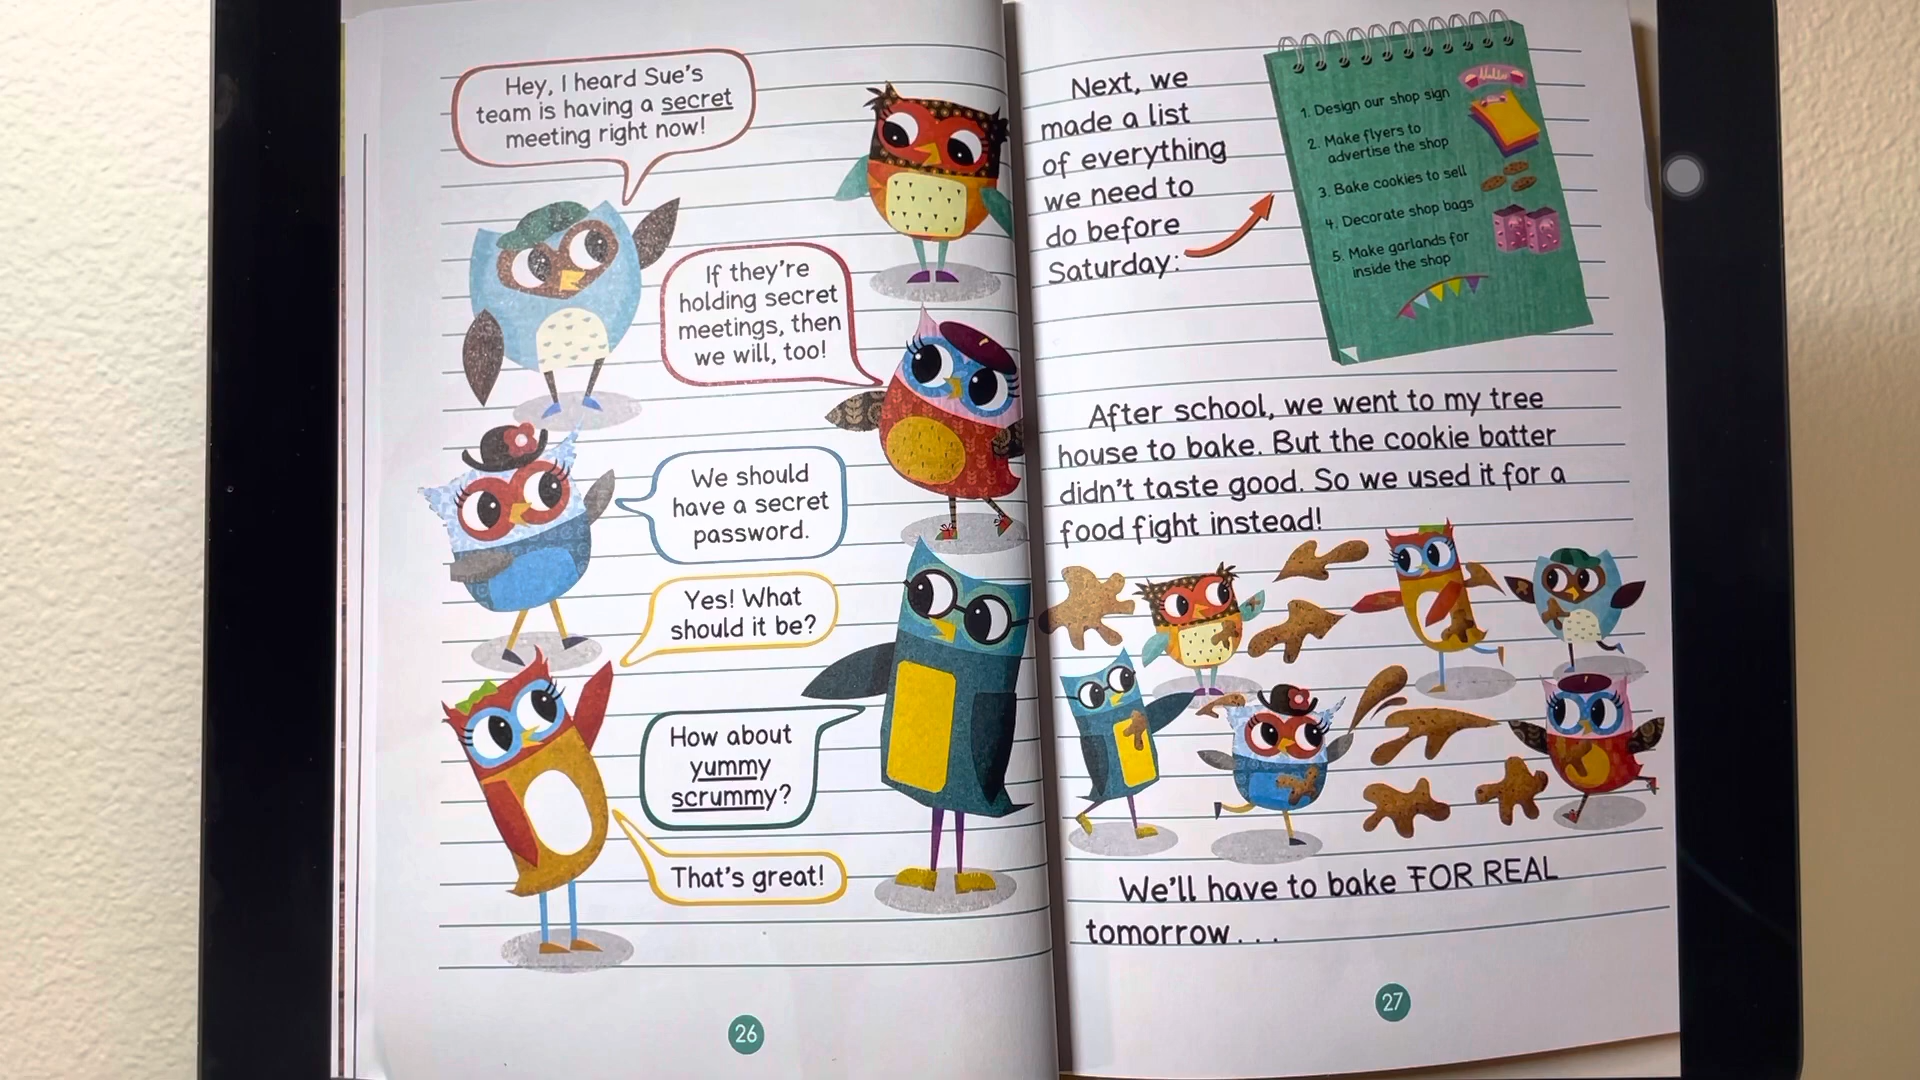 Hey, I heard Sue's
team is having a secret
meeting right now!
If they're
holding secret
meetings, then
we will, too!
We should
have a secret
password.
Yes! What
should it be?
How about
yummy
scrummy?
That's great!
26
Next, we
made a list
of everything
we need to
do before
Saturday:
1. Design our shop sign
2. Make flyers to
advertise the shop
3. Bake cookies to sell
4. Decorate shop bags
5. Make garlands for
inside the shop
After school, we went to my tree
house to bake. But the cookie batter
didn't taste good. So we used it for a
food fight instead!
We'll have to bake FOR REAL
tomorrow...
27